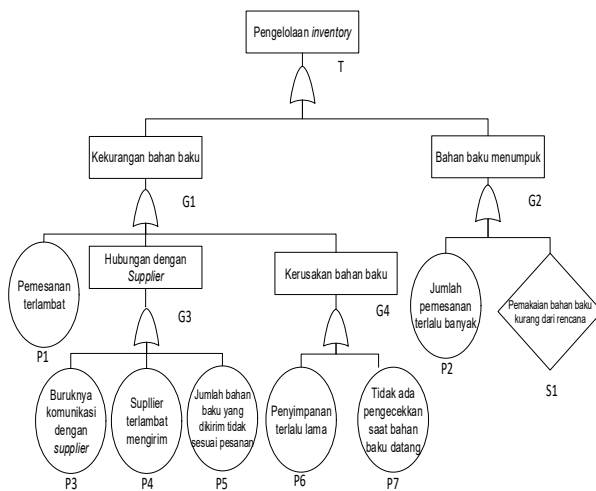 Pengelolaan inventory
T
Kekurangan bahan baku
Bahan baku menumpuk
G1
G2
Pemesanan
terlambat
P1
Hubungan dengan
Supplier
Kerusakan bahan baku
G3
G4
Jumlah
pemesanan
terlalu banyak
P2
Pemakaian bahan baku
kurang dari rencana
S1
Buruknya
komunikasi
dengan
supplier
P3
Supllier
terlambat
mengirim
P4
Jumlah bahan
baku yang
dikirim tidak
sesuai pesanan
P5
Penyimpanan
terlalu lama
P6
Tidak ada
pengecekkan
saat bahan
baku datang
P7